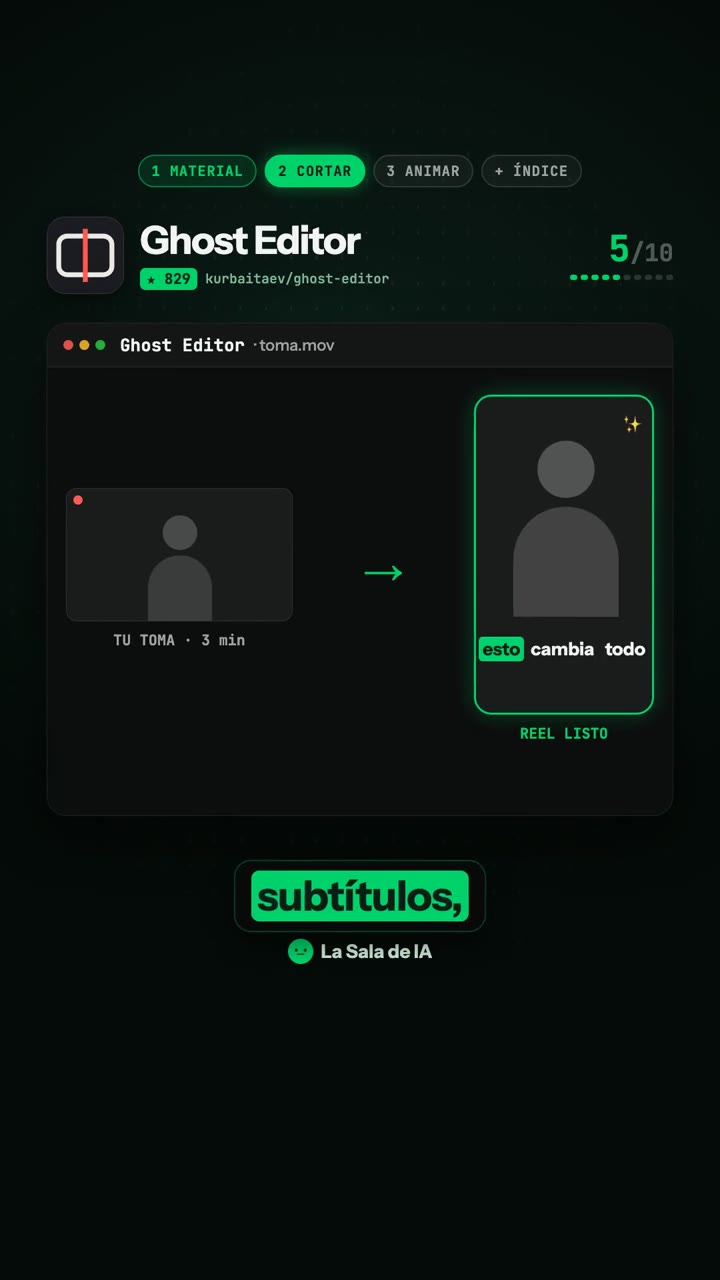 1 MATERIAL 2 CORTAR 3 ANIMAR + ÍNDICE
Ghost Editor
★ 829 kurbaitaev/ghost-editor
5/10
Ghost Editor ·toma.mov
TU TOMA · 3 min
esto cambia todo
REEL LISTO
subtítulos,
La Sala de IA